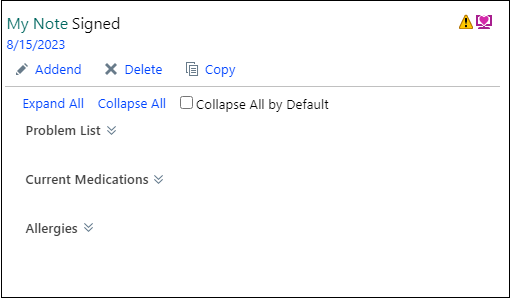 My Note Signed
8/15/2023
Addend Delete Copy
Expand All Collapse All Collapse All by Default
Problem List
Current Medications
Allergies